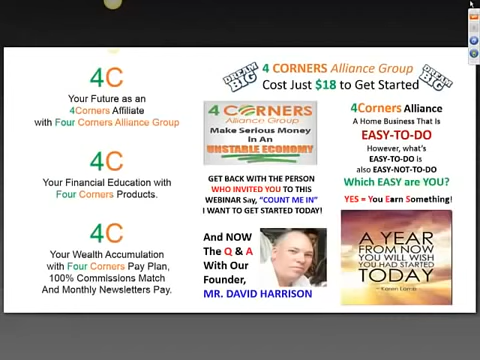 4C
Your Future as an
4Corners Affiliate
with Four Corners Alliance Group
4C
Your Financial Education with
Four Corners Products.
4C
Your Wealth Accumulation
with Four Corners Pay Plan,
100% Commissions Match
And Monthly Newsletters Pay.
DREAM BIG
4 CORNERS Alliance Group
Cost Just $18 to Get Started
DREAM BIG
4 CORNERS
Alliance Group
Make Serious Money
In An
UNSTABLE ECONOMY
GET BACK WITH THE PERSON
WHO INVITED YOU TO THIS
WEBINAR Say, “COUNT ME IN”
I WANT TO GET STARTED TODAY!
And NOW
The Q & A
With Our
Founder,
MR. DAVID HARRISON
4Corners Alliance
A Home Business That Is
EASY-TO-DO
However, what's
EASY-TO-DO is
also EASY-NOT-TO-DO
Which EASY are YOU?
YES = You Earn Something!
A YEAR
FROM NOW
YOU WILL WISH
YOU HAD STARTED
TODAY
~ Karen Lamb